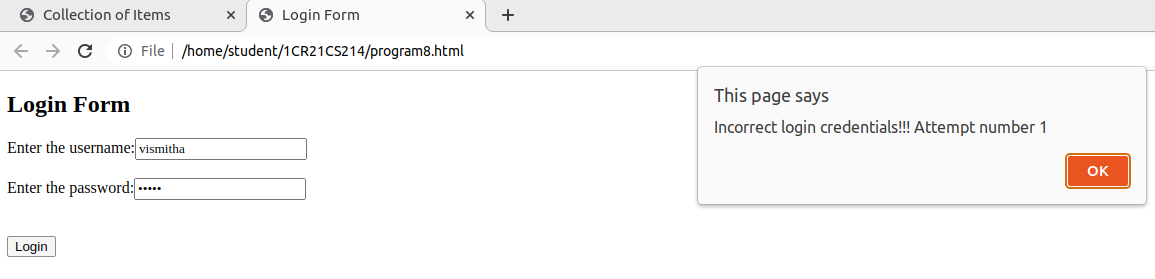 Collection of Items
Login Form
File
/home/student/1CR21CS214/program8.html
Login Form
Enter the username:
vismitha
Enter the password:
•••••
Login
This page says
Incorrect login credentials!!! Attempt number 1
OK